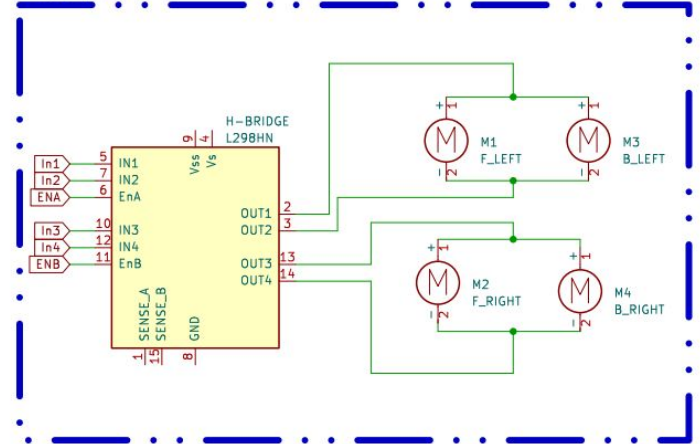 H-BRIDGE
L298HN
9
4
Vss
Vs
In1
5
IN1
In2
7
IN2
ENA
6
EnA
In3
10
IN3
In4
12
IN4
ENB
11
EnB
OUT1
2
OUT2
3
OUT3
13
OUT4
14
SENSE_A
SENSE_B
GND
1
15
8
+
1
M
M1
F_LEFT
-
2
+
1
M
M3
B_LEFT
-
2
+
1
M
M2
F_RIGHT
-
2
+
1
M
M4
B_RIGHT
-
2